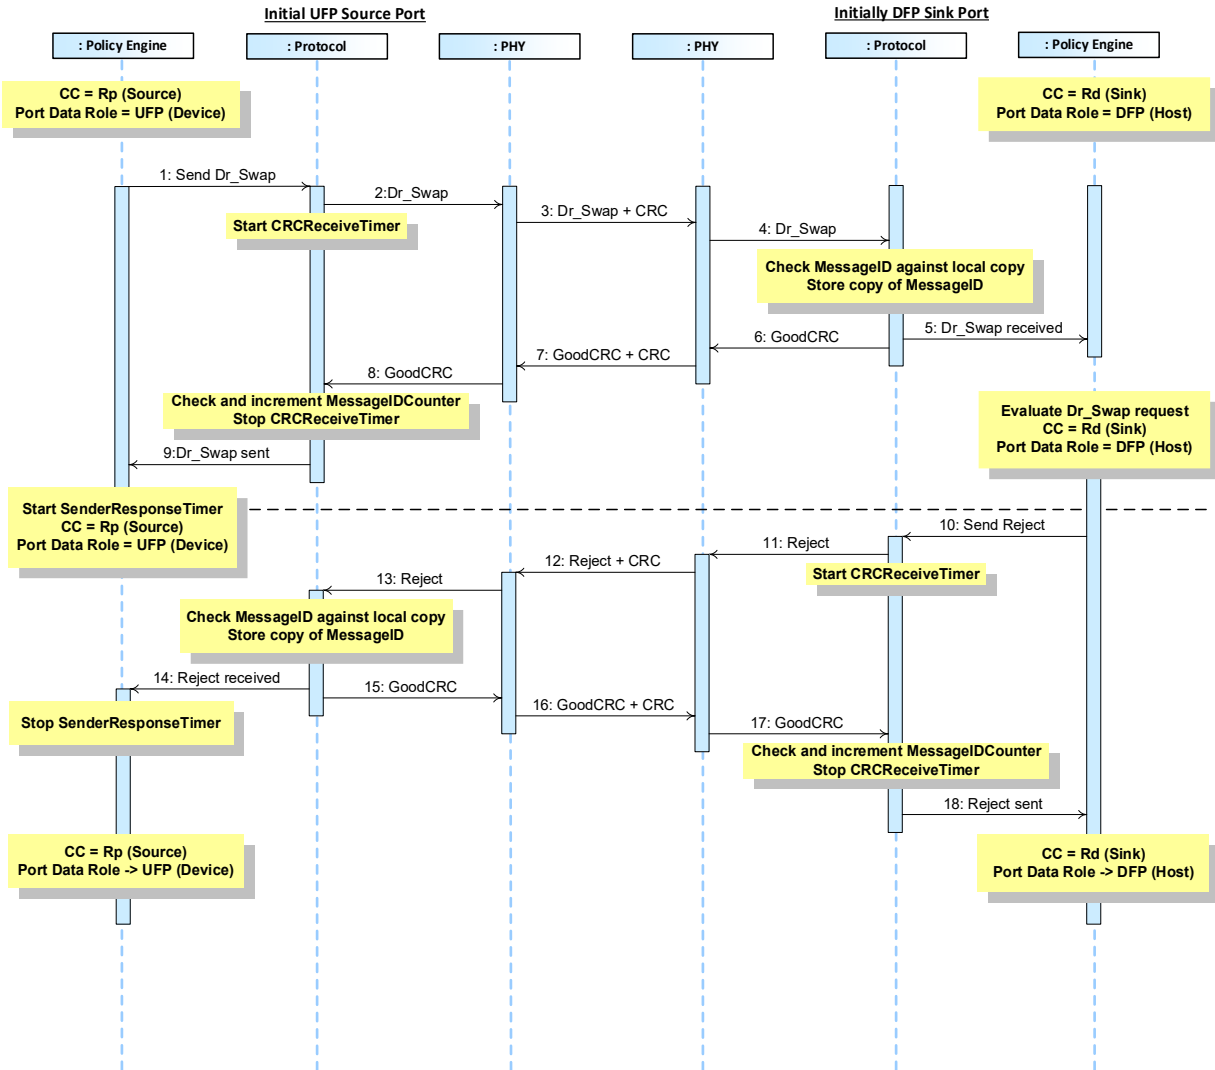 Initial UFP Source Port
Initially DFP Sink Port
: Policy Engine
: Protocol
: PHY
: PHY
: Protocol
: Policy Engine
CC = Rp (Source)
Port Data Role = UFP (Device)
CC = Rd (Sink)
Port Data Role = DFP (Host)
1: Send Dr_Swap
2:Dr_Swap
Start CRCReceiveTimer
3: Dr_Swap + CRC
4: Dr_Swap
Check MessageID against local copy
Store copy of MessageID
5: Dr_Swap received
6: GoodCRC
7: GoodCRC + CRC
8: GoodCRC
Check and increment MessageIDCounter
Stop CRCReceiveTimer
Evaluate Dr_Swap request
CC = Rd (Sink)
Port Data Role = DFP (Host)
9:Dr_Swap sent
Start SenderResponseTimer
CC = Rp (Source)
Port Data Role = UFP (Device)
10: Send Reject
11: Reject
Start CRCReceiveTimer
12: Reject + CRC
13: Reject
Check MessageID against local copy
Store copy of MessageID
14: Reject received
15: GoodCRC
Stop SenderResponseTimer
16: GoodCRC + CRC
17: GoodCRC
Check and increment MessageIDCounter
Stop CRCReceiveTimer
18: Reject sent
CC = Rp (Source)
Port Data Role -> UFP (Device)
CC = Rd (Sink)
Port Data Role -> DFP (Host)